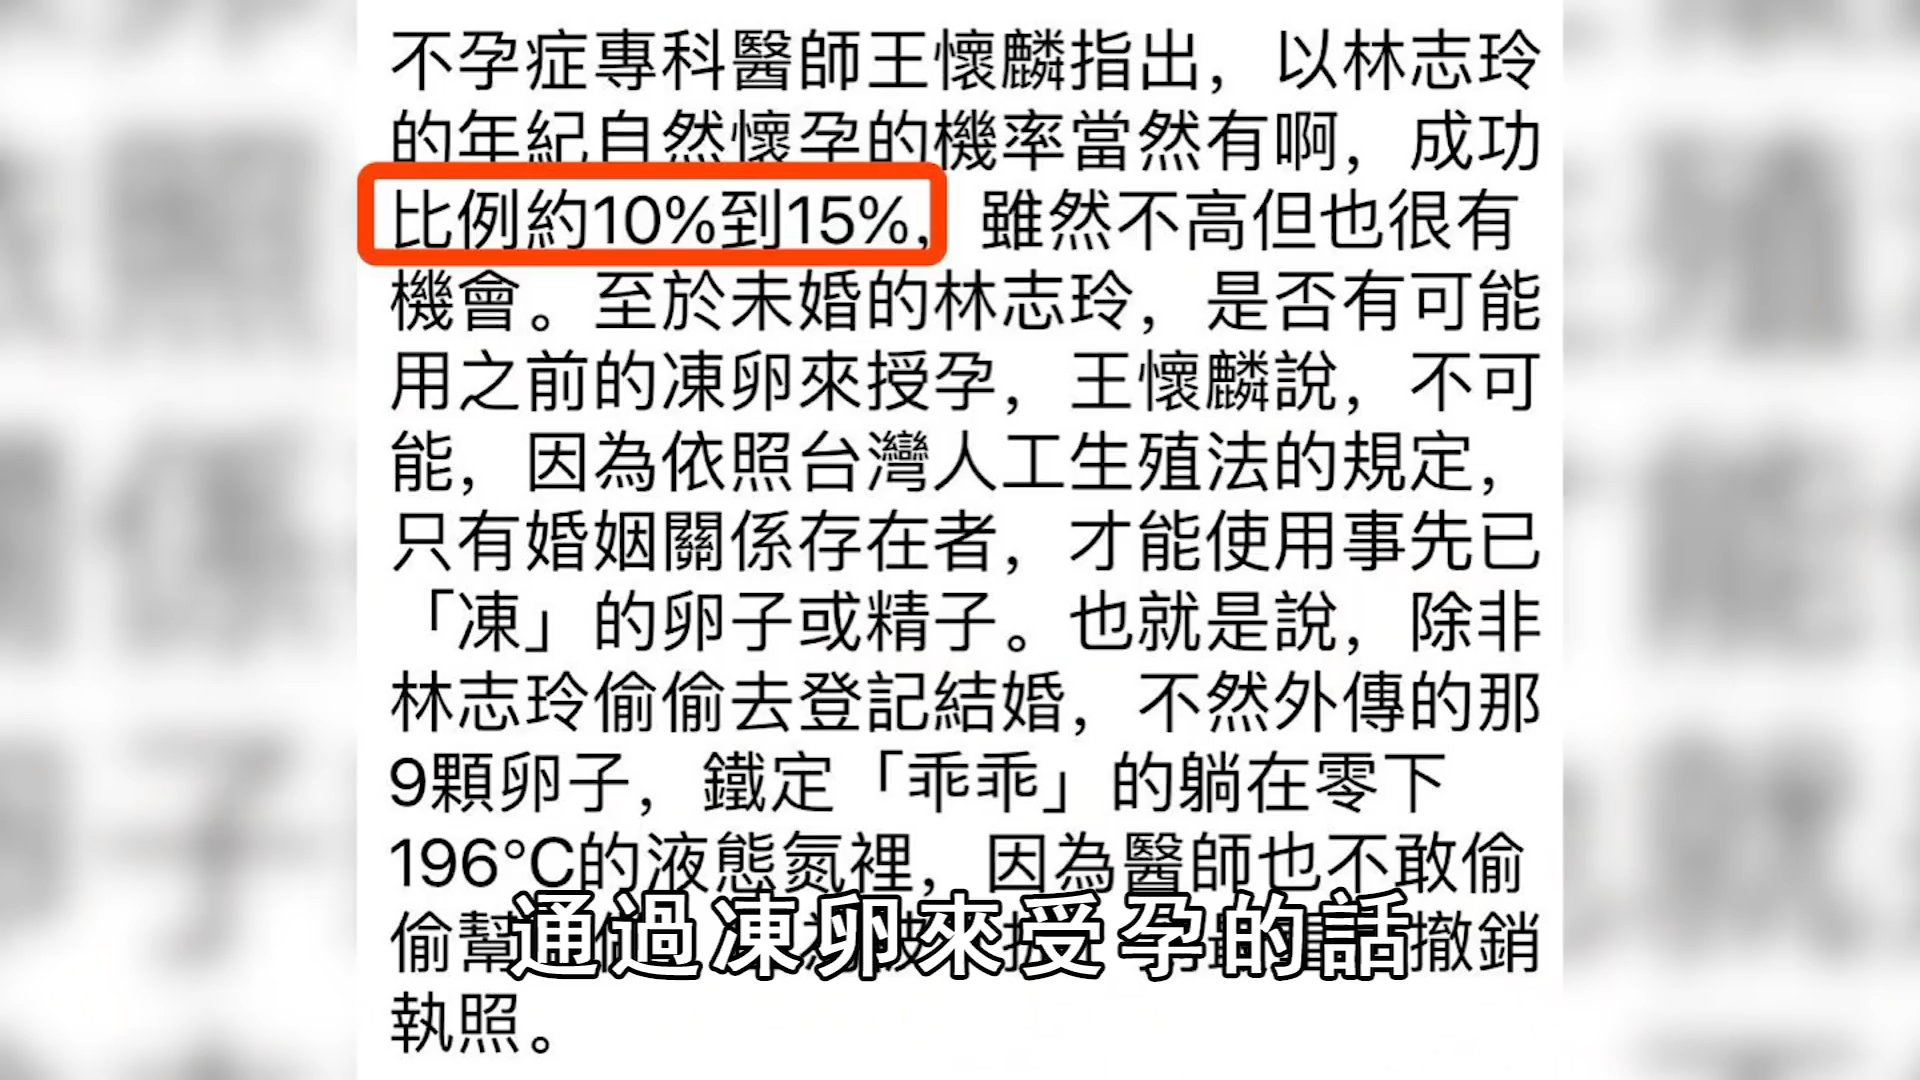 不孕症專科醫師王懷麟指出，以林志玲
的年紀自然懷孕的機率當然有啊，成功
比例約10%到15%，雖然不高但也很有
機會。至於未婚的林志玲，是否有可能
用之前的凍卵來授孕，王懷麟說，不可
能，因為依照台灣人工生殖法的規定，
只有婚姻關係存在者，才能使用事先已
「凍」的卵子或精子。也就是說，除非
林志玲偷偷去登記結婚，不然外傳的那
9顆卵子，鐵定「乖乖」的躺在零下
196°C的液態氮裡，因為醫師也不敢偷
偷幫 撤銷
通過凍卵來受孕的話
執照。